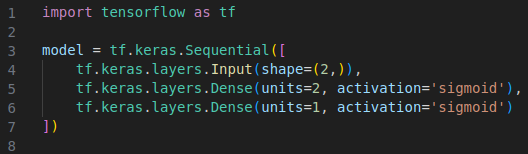 1 import tensorflow as tf
2
3 model = tf.keras.Sequential([
4     tf.keras.layers.Input(shape=(2,)),
5     tf.keras.layers.Dense(units=2, activation='sigmoid'),
6     tf.keras.layers.Dense(units=1, activation='sigmoid')
7 ])
8